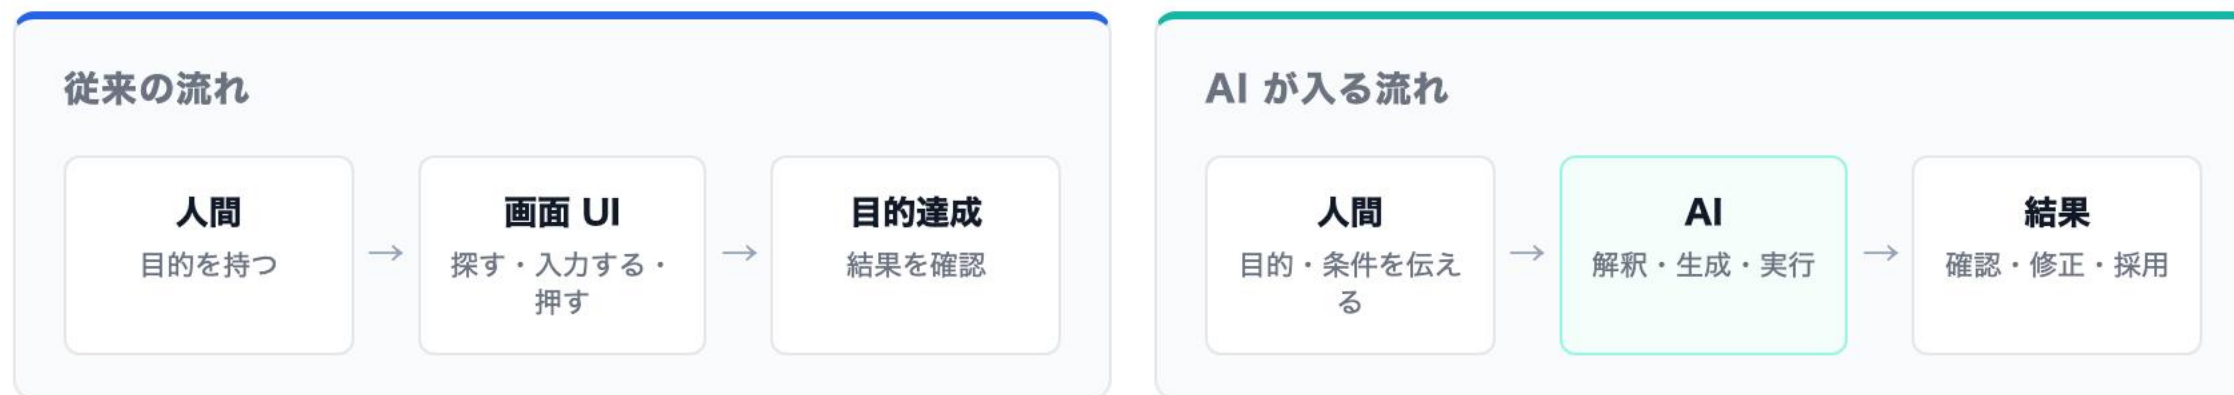 従来の流れ
人間
目的を持つ
→
画面 UI
探す・入力する・
押す
→
目的達成
結果を確認
AI が入る流れ
人間
目的・条件を伝え
る
→
AI
解釈・生成・実行
→
結果
確認・修正・採用